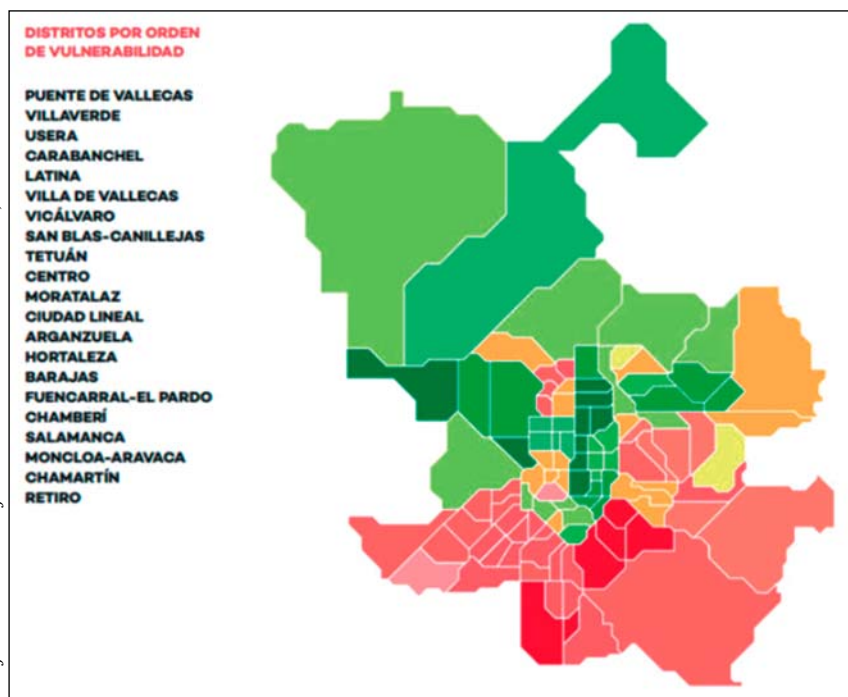 DISTRITOS POR ORDEN
DE VULNERABILIDAD
PUENTE DE VALLECAS
VILLAVERDE
USERA
CARABANCHEL
LATINA
VILLA DE VALLECAS
VICÁLVARO
SAN BLAS-CANILLEJAS
TETUÁN
CENTRO
MORATALAZ
CIUDAD LINEAL
ARGANZUELA
HORTALEZA
BARAJAS
FUENCARRAL-EL PARDO
CHAMBERÍ
SALAMANCA
MONCLOA-ARAVACA
CHAMARTÍN
RETIRO